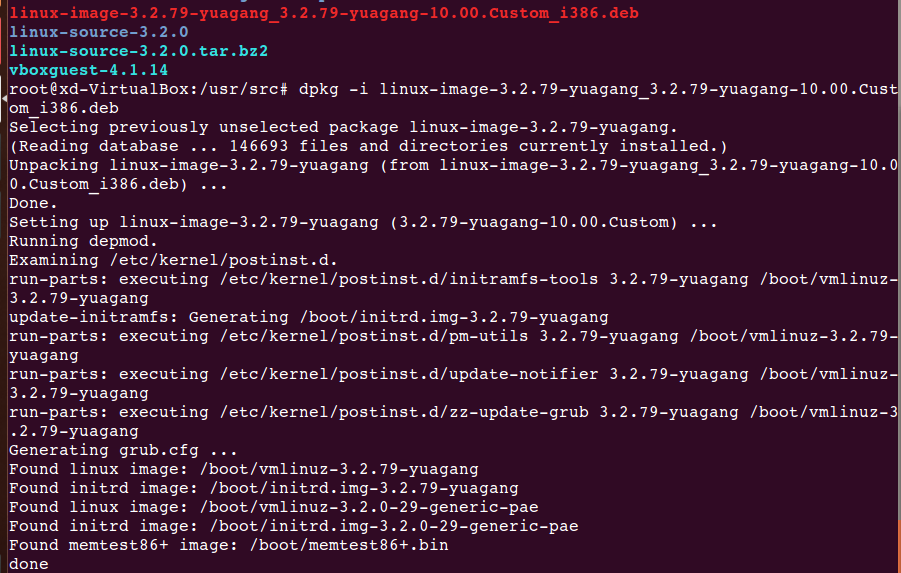 linux-image-3.2.79-yuagang_3.2.79-yuagang-10.00.Custom_i386.deb
linux-source-3.2.0
linux-source-3.2.0.tar.bz2
vboxguest-4.1.14
root@xd-VirtualBox:/usr/src# dpkg -i linux-image-3.2.79-yuagang_3.2.79-yuagang-10.00.Cust
om_i386.deb
Selecting previously unselected package linux-image-3.2.79-yuagang.
(Reading database ... 146693 files and directories currently installed.)
Unpacking linux-image-3.2.79-yuagang (from linux-image-3.2.79-yuagang_3.2.79-yuagang-10.0
0.Custom_i386.deb) ...
Done.
Setting up linux-image-3.2.79-yuagang (3.2.79-yuagang-10.00.Custom) ...
Running depmod.
Examining /etc/kernel/postinst.d.
run-parts: executing /etc/kernel/postinst.d/initramfs-tools 3.2.79-yuagang /boot/vmlinuz-
3.2.79-yuagang
update-initramfs: Generating /boot/initrd.img-3.2.79-yuagang
run-parts: executing /etc/kernel/postinst.d/pm-utils 3.2.79-yuagang /boot/vmlinuz-3.2.79-
yuagang
run-parts: executing /etc/kernel/postinst.d/update-notifier 3.2.79-yuagang /boot/vmlinuz-
3.2.79-yuagang
run-parts: executing /etc/kernel/postinst.d/zz-update-grub 3.2.79-yuagang /boot/vmlinuz-3
.2.79-yuagang
Generating grub.cfg ...
Found linux image: /boot/vmlinuz-3.2.79-yuagang
Found initrd image: /boot/initrd.img-3.2.79-yuagang
Found linux image: /boot/vmlinuz-3.2.0-29-generic-pae
Found initrd image: /boot/initrd.img-3.2.0-29-generic-pae
Found memtest86+ image: /boot/memtest86+.bin
done